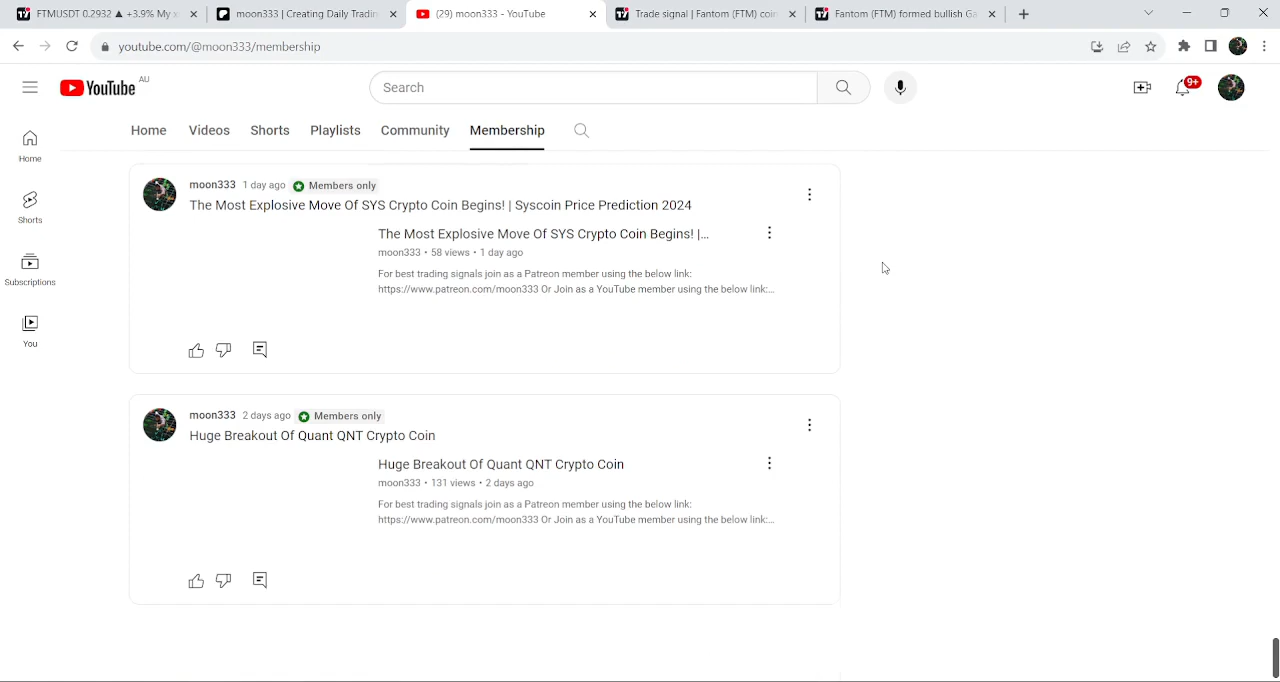 FTMUSDT 0.2932 ▲ +3.9% My
moon333 | Creating Daily Tradin
(29) moon333 - YouTube
Trade signal | Fantom (FTM) coin
Fantom (FTM) formed bullish Ga
youtube.com/@moon333/membership
YouTube AU
Search
9+
Home Videos Shorts Playlists Community Membership
Home
Shorts
Subscriptions
You
moon333 1 day ago Members only
The Most Explosive Move Of SYS Crypto Coin Begins! | Syscoin Price Prediction 2024
The Most Explosive Move Of SYS Crypto Coin Begins! |...
moon333 • 58 views • 1 day ago
For best trading signals join as a Patreon member using the below link:
https://www.patreon.com/moon333 Or Join as a YouTube member using the below link:...
moon333 2 days ago Members only
Huge Breakout Of Quant QNT Crypto Coin
Huge Breakout Of Quant QNT Crypto Coin
moon333 • 131 views • 2 days ago
For best trading signals join as a Patreon member using the below link:
https://www.patreon.com/moon333 Or Join as a YouTube member using the below link:...